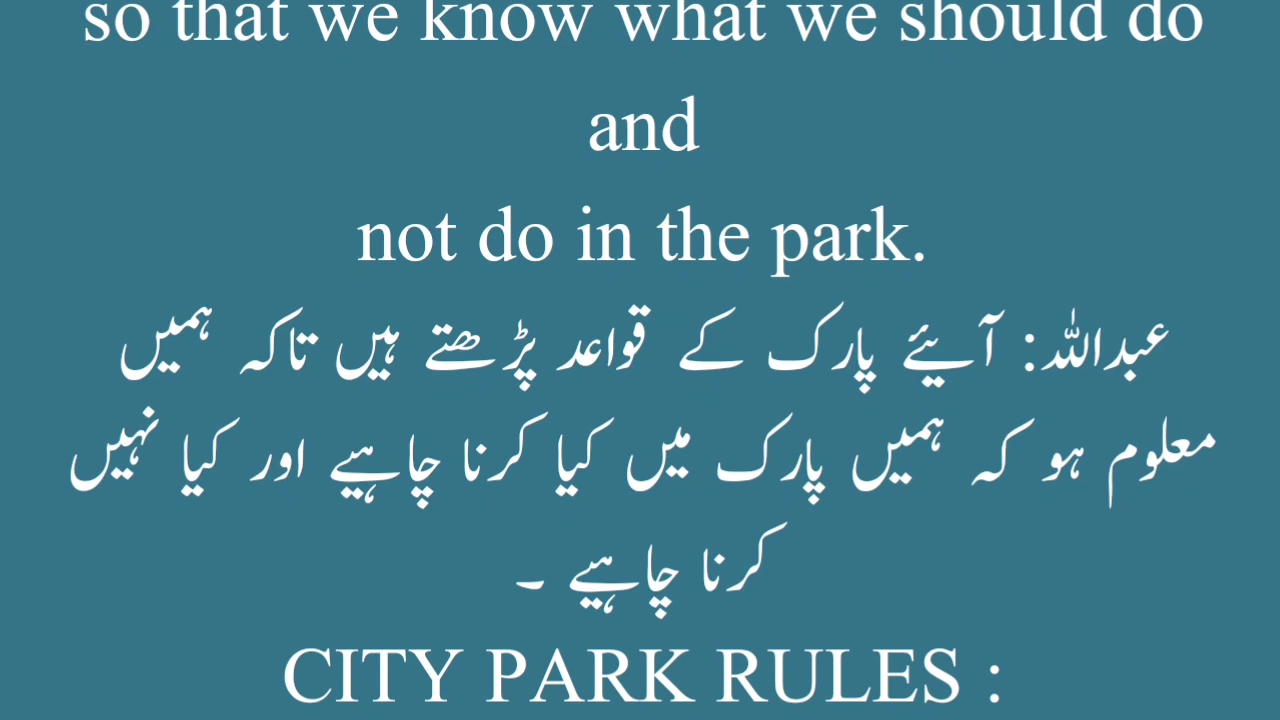 so that we know what we should do
and
not do in the park.
عبداللہ: آیئے پارک کے قواعد پڑھتے ہیں تاکہ ہمیں
معلوم ہو کہ ہمیں پارک میں کیا کرنا چاہیے اور کیا نہیں
کرنا چاہیے ۔
CITY PARK RULES :